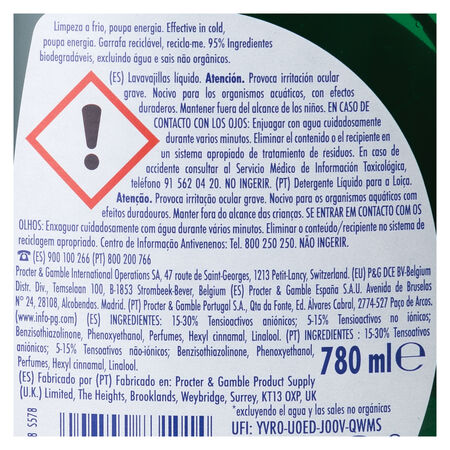 Limpeza a frio, poupa energia. Effective in cold,
poupa energia. Garrafa reciclável, recicla-me. 95% Ingredientes
biodegradáveis, excluindo água e sais não orgânicos.
(ES) Lavavajillas líquido. Atención. Provoca irritación ocular
grave. Nocivo para los organismos acuáticos, con efectos
duraderos. Mantener fuera del alcance de los niños. EN CASO DE
CONTACTO CON LOS OJOS: Enjuagar con agua cuidadosamente
durante varios minutos. Eliminar el contenido o el recipiente en
un sistema apropiado de tratamiento de residuos. En caso de
accidente consultar al Servicio Médico de Información Toxicológica,
teléfono 91 562 04 20. NO INGERIR. (PT) Detergente Líquido para a Loiça.
Atenção. Provoca irritação ocular grave. Nocivo para os organismos aquáticos com
efeitos duradouros. Manter fora do alcance das crianças. SE ENTRAR EM CONTACTO COM OS
OLHOS: Enxaguar cuidadosamente com água durante vários minutos. Eliminar o conteúdo/recipiente no sistema de
reciclagem apropriado. Centro de Informação Antivenenos: Tel. 800 250 250. NÃO INGERIR.
(ES) 900 100 266 (PT) 800 200 766
Procter & Gamble International Operations SA, 47 route de Saint-Georges, 1213 Petit-Lancy, Switzerland. (EU) P&G DCE BV-Belgium
Distr. Div., Temselaan 100, B-1853 Strombeek-Bever, Belgium (ES) Procter & Gamble España S.A.U. Avenida de Bruselas
Nº 24, 28108, Alcobendas. Madrid. (PT) Procter & Gamble Portugal S.A., Qta da Fonte, Ed. Álvares Cabral, 2774-527 Paço de Arcos.
(www.info-pg.com) (ES) INGREDIENTES: 15-30% Tensioactivos aniónicos; 5-15% Tensioactivos no iónicos;
Benzisothiazolinone, Phenoxyethanol, Perfumes, Hexyl cinnamal, Linalool. (PT) INGREDIENTES : 15-30% Tensoativos
aniónicos; 5-15% Tensoativos não-iónicos; Benzisothiazolinone, Phenoxyethanol,
Perfumes, Hexyl cinnamal, Linalool.
780 ml℮
(ES) Fabricado por (PT) Fabricado em: Procter & Gamble Product Supply
(U.K.) Limited, The Heights, Brooklands, Weybridge, Surrey, KT13 0XP, UK
*excluyendo el agua y las sales no orgánicas
UFI: YVR0-U0ED-J00V-QWMS
8 S578